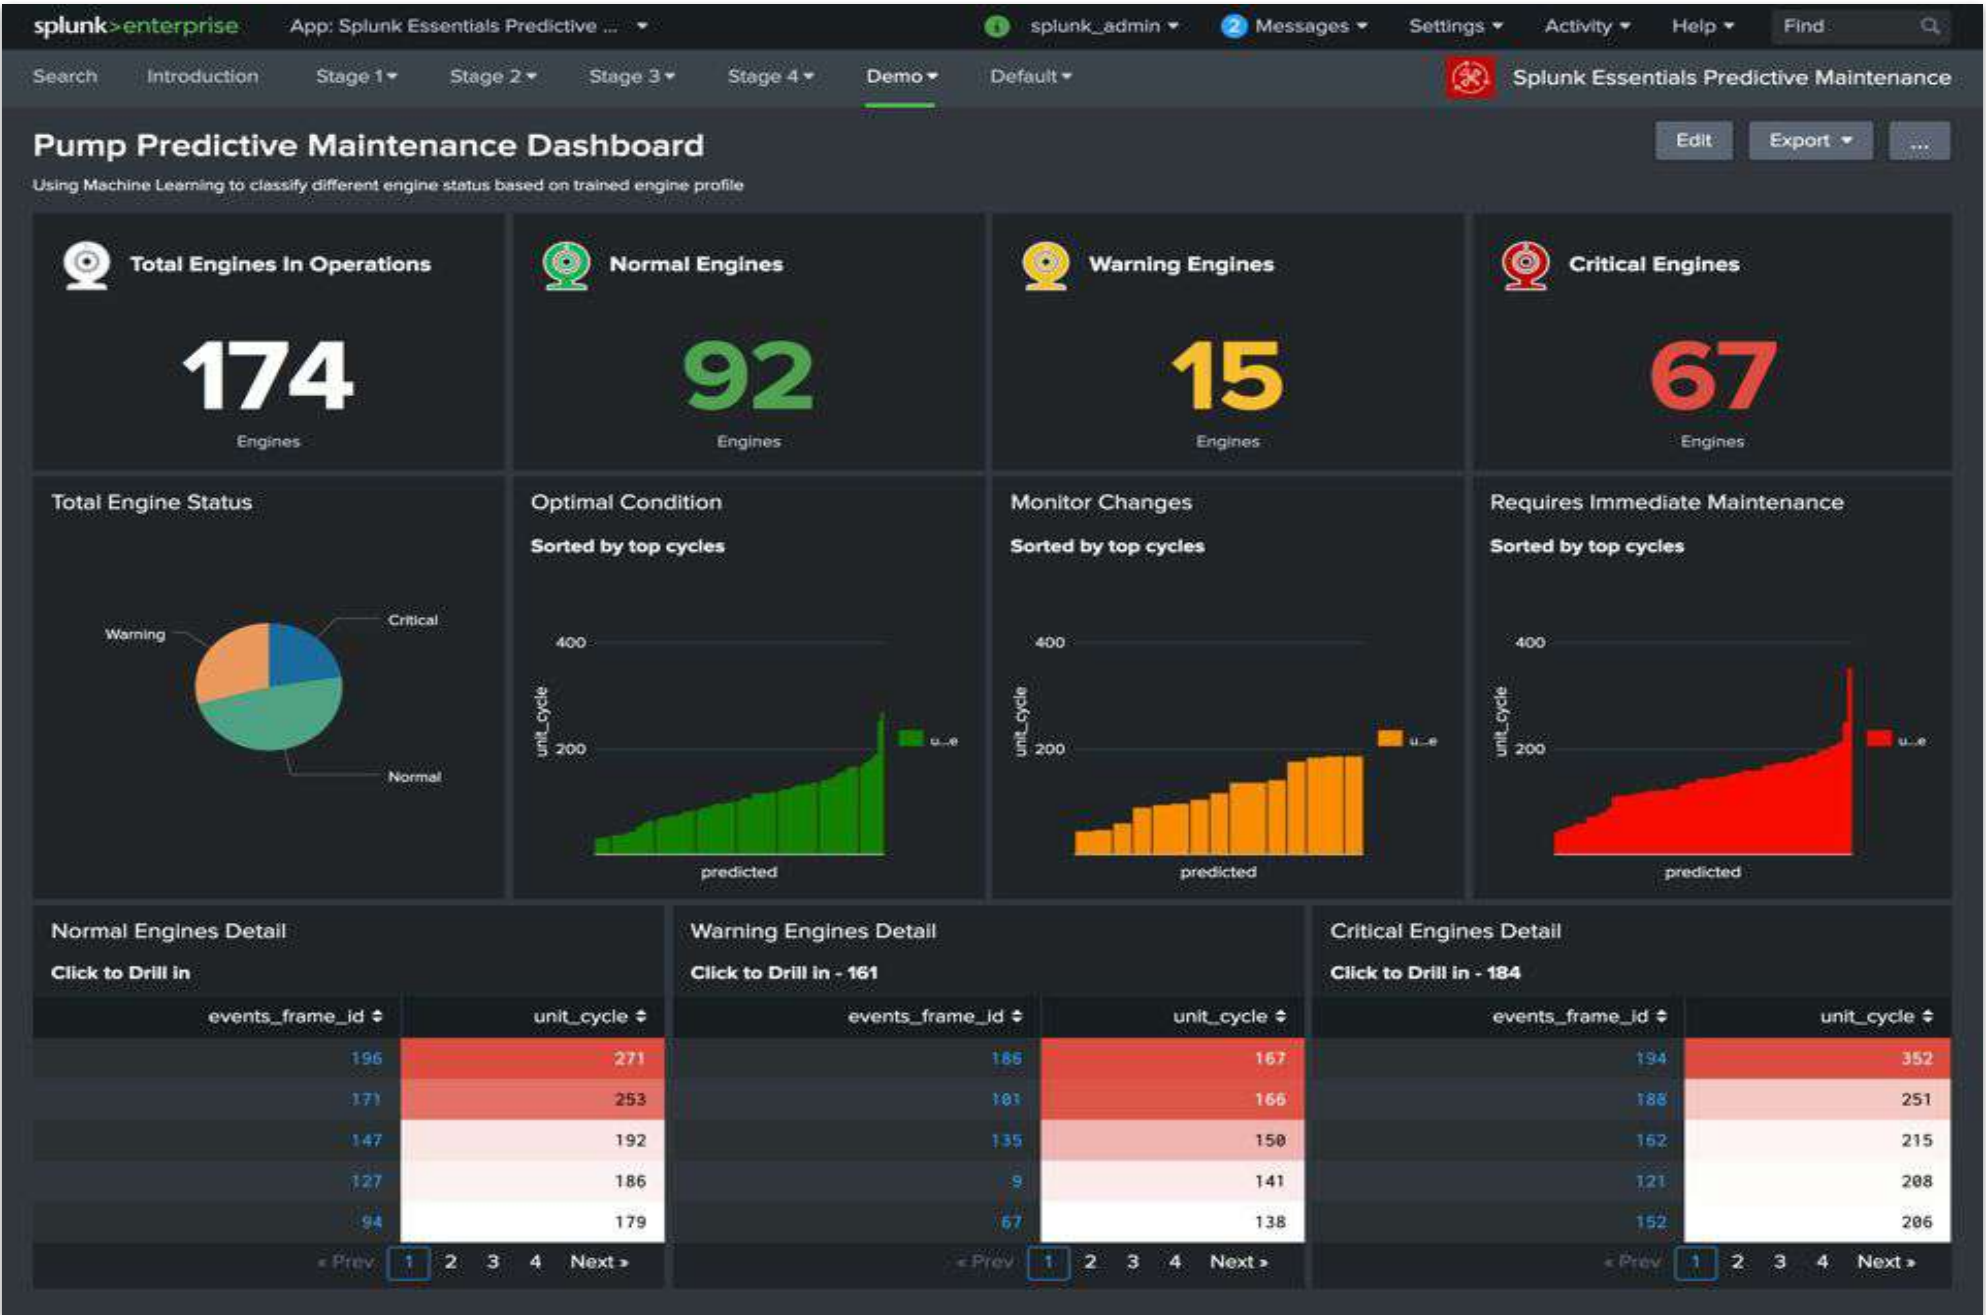 splunk>enterprise App: Splunk Essentials Predictive ... i splunk_admin 2 Messages Settings Activity Help Find
Search Introduction Stage 1 Stage 2 Stage 3 Stage 4 Demo Default Splunk Essentials Predictive Maintenance
Pump Predictive Maintenance Dashboard Edit Export ...
Using Machine Learning to classify different engine status based on trained engine profile
Total Engines In Operations
174
Engines
Normal Engines
92
Engines
Warning Engines
15
Engines
Critical Engines
67
Engines
Total Engine Status
Warning
Critical
Normal
Optimal Condition
Sorted by top cycles
400
200
unit_cycle
u...e
predicted
Monitor Changes
Sorted by top cycles
400
200
unit_cycle
u...e
predicted
Requires Immediate Maintenance
Sorted by top cycles
400
200
unit_cycle
u...e
predicted
Normal Engines Detail
Click to Drill in
events_frame_id unit_cycle
196 271
171 253
147 192
127 186
94 179
« Prev 1 2 3 4 Next »
Warning Engines Detail
Click to Drill in - 161
events_frame_id unit_cycle
186 167
101 166
135 150
9 141
67 138
« Prev 1 2 3 4 Next »
Critical Engines Detail
Click to Drill in - 184
events_frame_id unit_cycle
194 352
188 251
162 215
121 208
152 206
« Prev 1 2 3 4 Next »